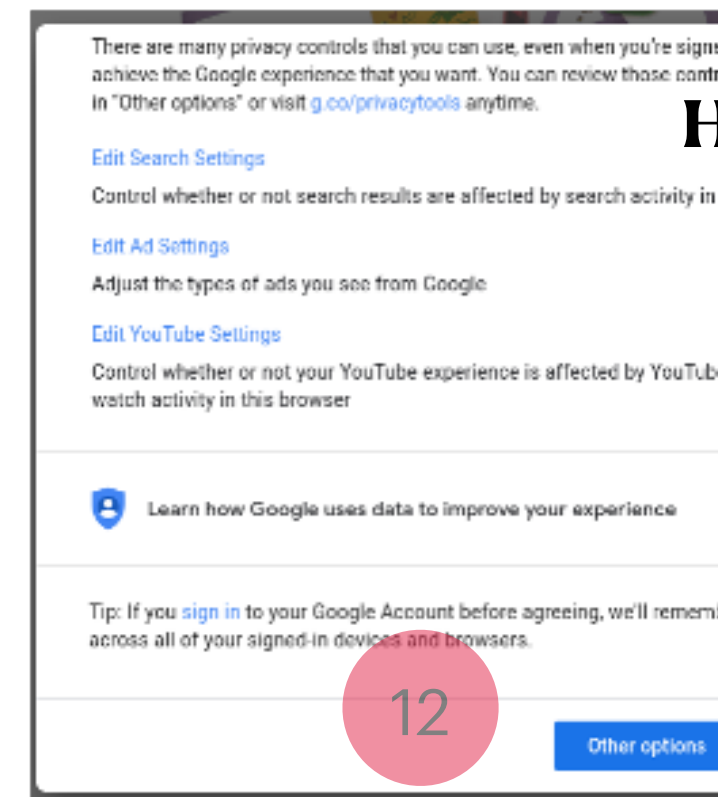 There are many privacy controls that you can use, even when you're signe
achieve the Google experience that you want. You can review those contr
in "Other options" or visit g.co/privacytools anytime.
H
Edit Search Settings
Control whether or not search results are affected by search activity in
Edit Ad Settings
Adjust the types of ads you see from Google
Edit YouTube Settings
Control whether or not your YouTube experience is affected by YouTube
watch activity in this browser
Learn how Google uses data to improve your experience
Tip: If you sign in to your Google Account before agreeing, we'll rememb
across all of your signed-in devices and browsers.
12
Other options